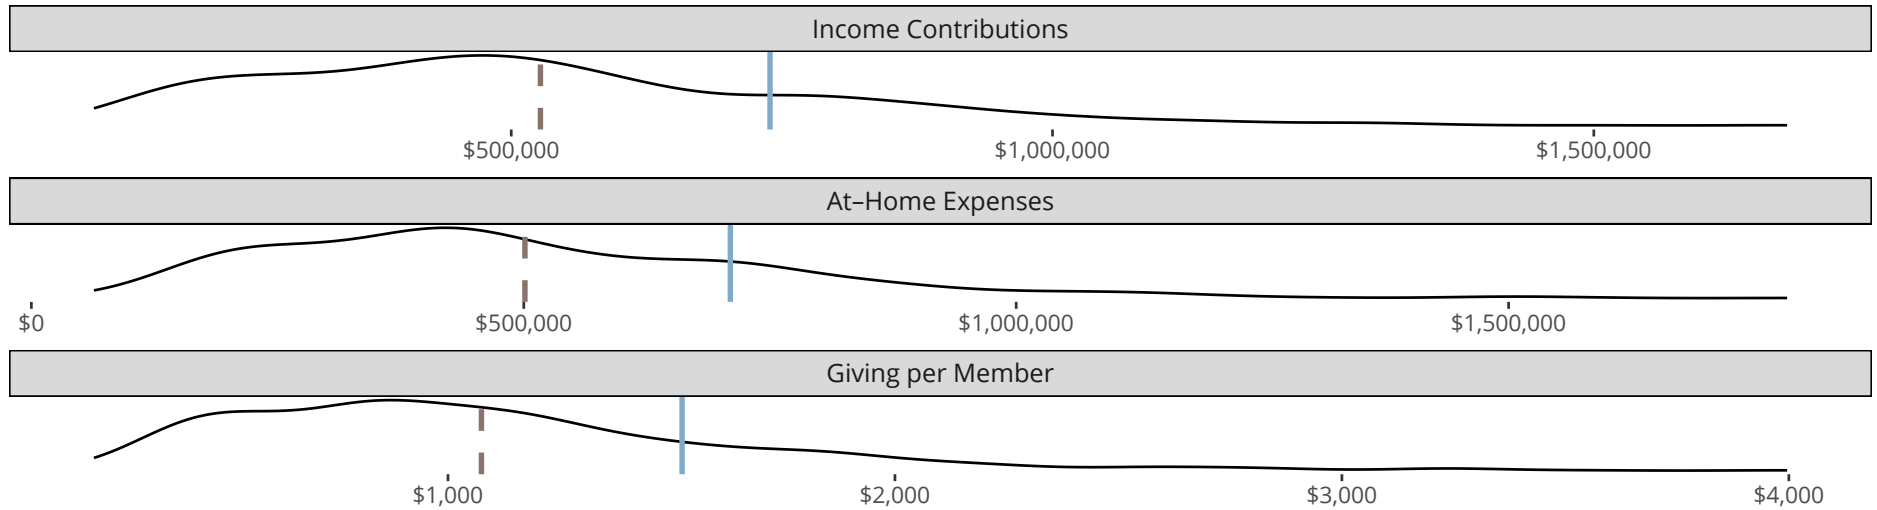 Income Contributions
$500,000 $1,000,000 $1,500,000
At–Home Expenses
$0 $500,000 $1,000,000 $1,500,000
Giving per Member
$1,000 $2,000 $3,000 $4,000